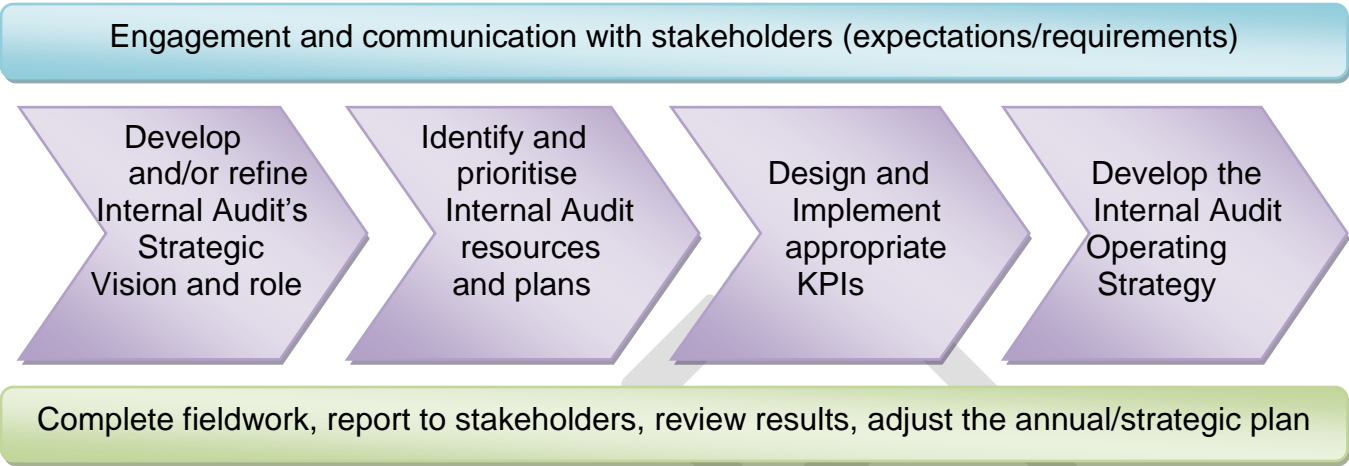 Engagement and communication with stakeholders (expectations/requirements)
Develop
and/or refine
Internal Audit’s
Strategic
Vision and role
Identify and
prioritise
Internal Audit
resources
and plans
Design and
Implement
appropriate
KPIs
Develop the
Internal Audit
Operating
Strategy
Complete fieldwork, report to stakeholders, review results, adjust the annual/strategic plan